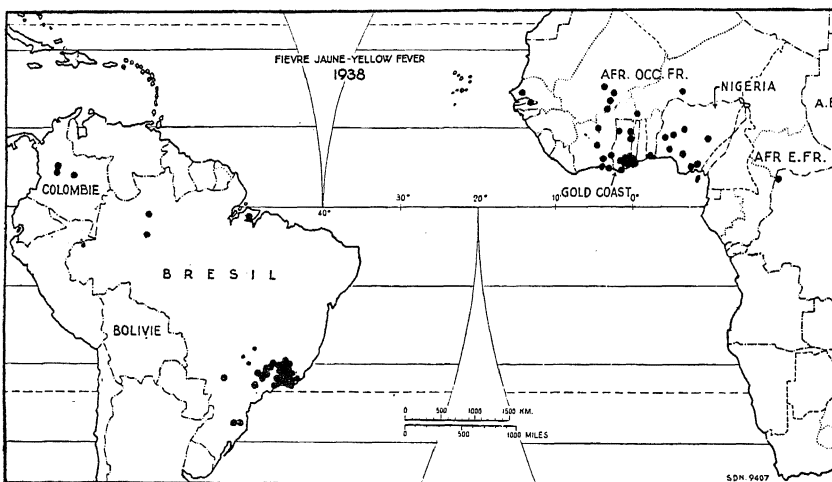 FIEVRE JAUNE-YELLOW FEVER
1938
AFR. OCC. FR.
NIGERIA
A.E
AFR E.FR.
COLOMBIE
GOLD COAST
40°
30°
20°
10°
0°
BRESIL
BOLIVIE
0 500 1000 1500 KM.
0 500 1000 MILES
SDN. 9407